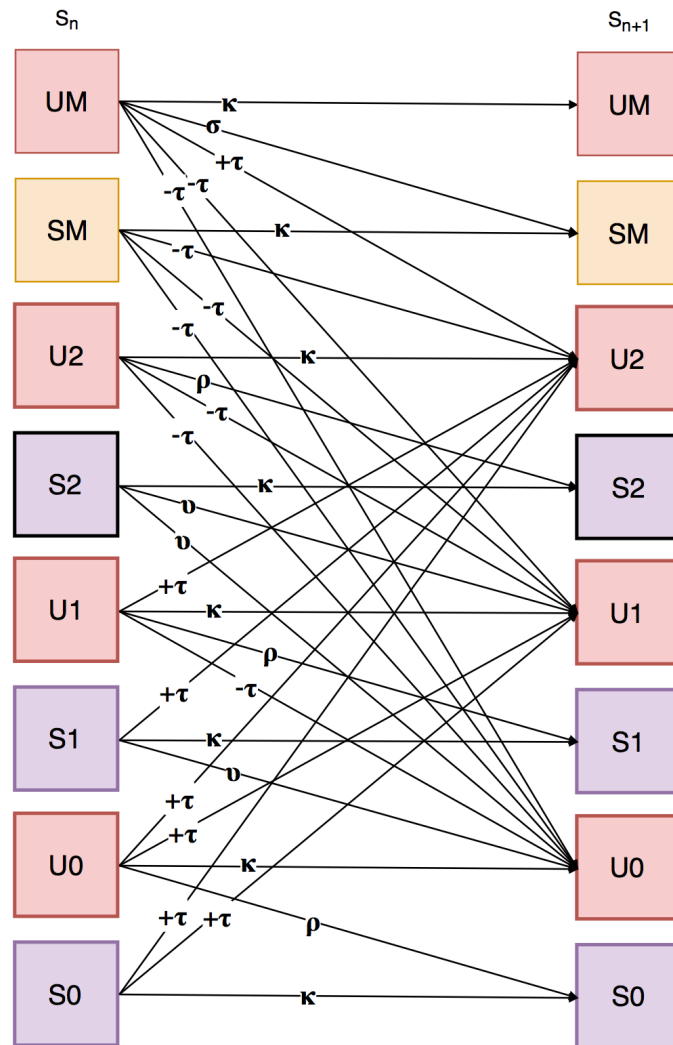 Sn Sn+1
UM κ UM
σ
+τ
-τ -τ
SM κ SM
-τ
-τ
-τ
U2 κ U2
ρ
-τ
-τ
S2 κ S2
υ
υ
+τ
U1 κ U1
ρ
-τ
+τ
S1 κ S1
υ
+τ
+τ
U0 κ U0
+τ +τ
ρ
S0 κ S0